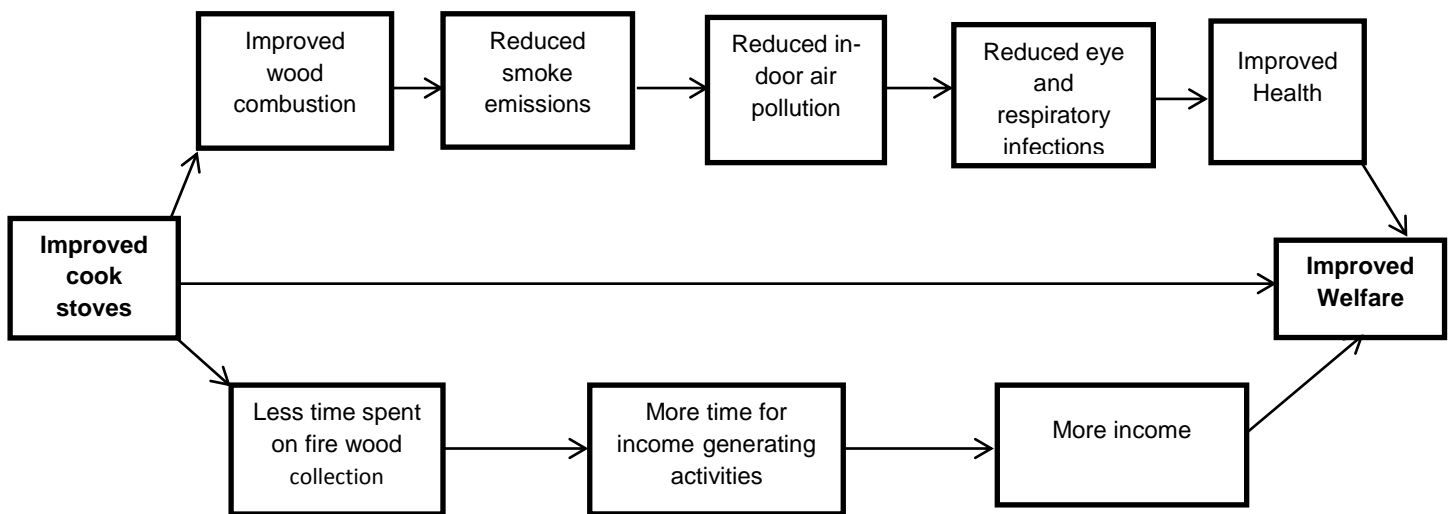 Improved
wood
combustion
Reduced
smoke
emissions
Reduced in-
door air
pollution
Reduced eye
and
respiratory
infections
Improved
Health
Improved
cook
stoves
Improved
Welfare
Less time spent
on fire wood
collection
More time for
income generating
activities
More income